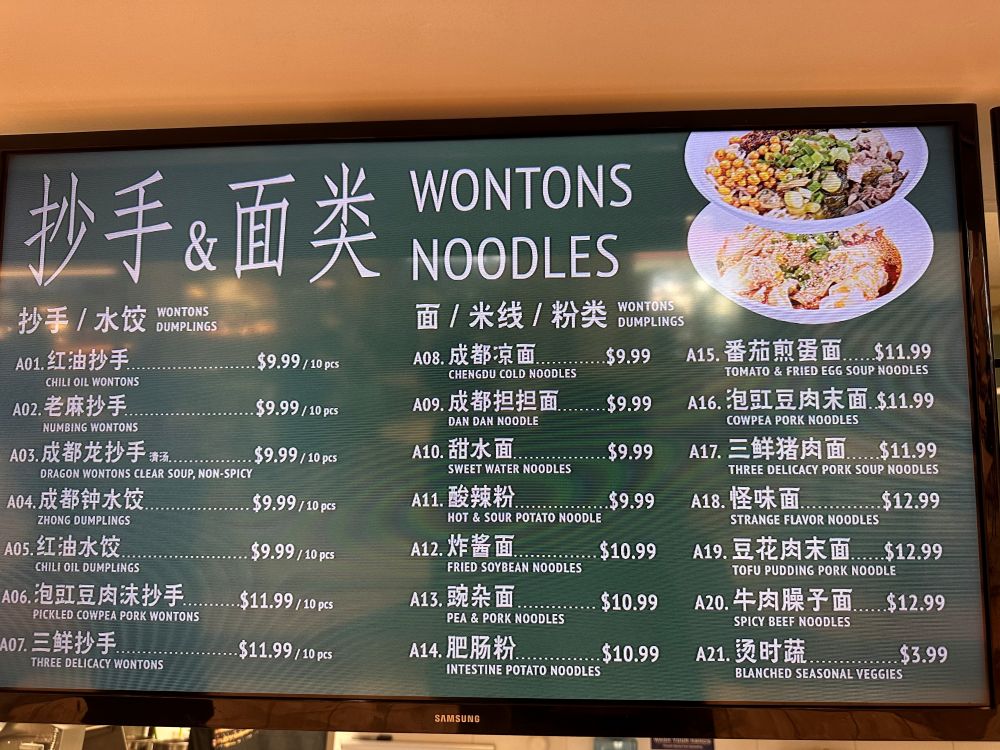 抄手&面类 WONTONS
NOODLES
抄手 / 水饺 WONTONS
DUMPLINGS
A01.红油抄手..............$9.99 / 10 pcs
CHILI OIL WONTONS
A02.老麻抄手..............$9.99 / 10 pcs
NUMBING WONTONS
A03.成都龙抄手 清汤..............$9.99 / 10 pcs
DRAGON WONTONS CLEAR SOUP, NON-SPICY
A04.成都钟水饺..............$9.99 / 10 pcs
ZHONG DUMPLINGS
A05.红油水饺..............$9.99 / 10 pcs
CHILI OIL DUMPLINGS
A06.泡豇豆肉沫抄手........$11.99 / 10 pcs
PICKLED COWPEA PORK WONTONS
A07.三鲜抄手..............$11.99 / 10 pcs
THREE DELICACY WONTONS
面 / 米线 / 粉类 WONTONS
DUMPLINGS
A08.成都凉面..........$9.99
CHENGDU COLD NOODLES
A09.成都担担面.......$9.99
DAN DAN NOODLE
A10.甜水面..............$9.99
SWEET WATER NOODLES
A11.酸辣粉..............$9.99
HOT & SOUR POTATO NOODLE
A12.炸酱面............$10.99
FRIED SOYBEAN NOODLES
A13.豌杂面............$10.99
PEA & PORK NOODLES
A14.肥肠粉............$10.99
INTESTINE POTATO NOODLES
A15.番茄煎蛋面.....$11.99
TOMATO & FRIED EGG SOUP NOODLES
A16.泡豇豆肉末面.$11.99
COWPEA PORK NOODLES
A17.三鲜猪肉面.....$11.99
THREE DELICACY PORK SOUP NOODLES
A18.怪味面............$12.99
STRANGE FLAVOR NOODLES
A19.豆花肉末面.....$12.99
TOFU PUDDING PORK NOODLE
A20.牛肉臊子面.....$12.99
SPICY BEEF NOODLES
A21.烫时蔬..............$3.99
BLANCHED SEASONAL VEGGIES
SAMSUNG